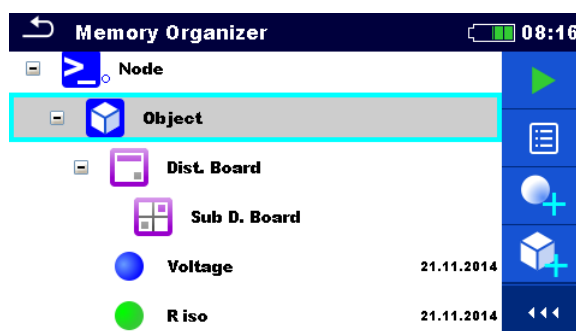 Memory Organizer 08:16
>_ Node
Object
Dist. Board
Sub D. Board
Voltage 21.11.2014
R iso 21.11.2014